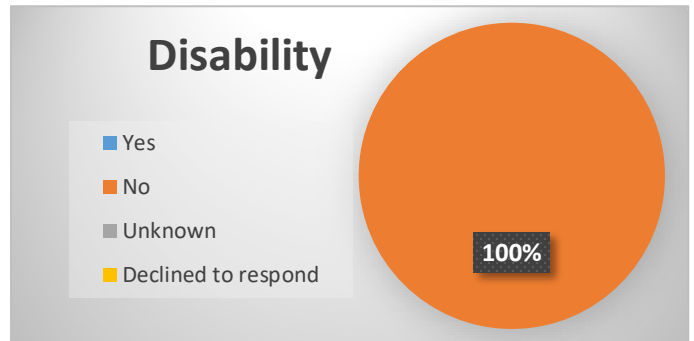 Disability
Yes
No
Unknown
Declined to respond
100%